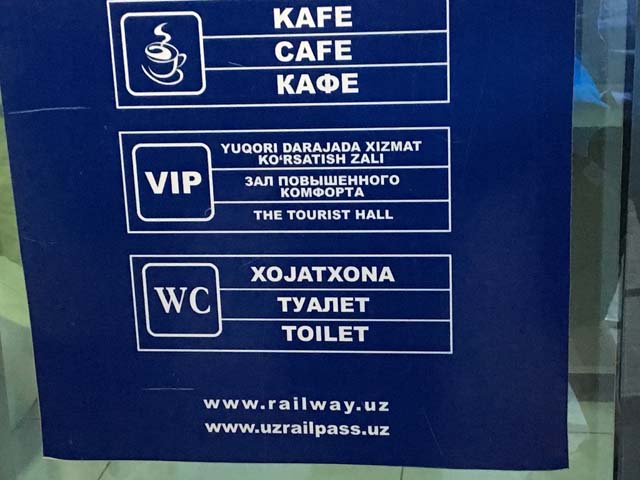 KAFE
CAFE
КАФЕ
VIP
YUQORI DARAJADA XIZMAT
KO‘RSATISH ZALI
ЗАЛ ПОВЫШЕННОГО
КОМФОРТА
THE TOURIST HALL
WC
XOJATXONA
ТУАЛЕТ
TOILET
www.railway.uz
www.uzrailpass.uz